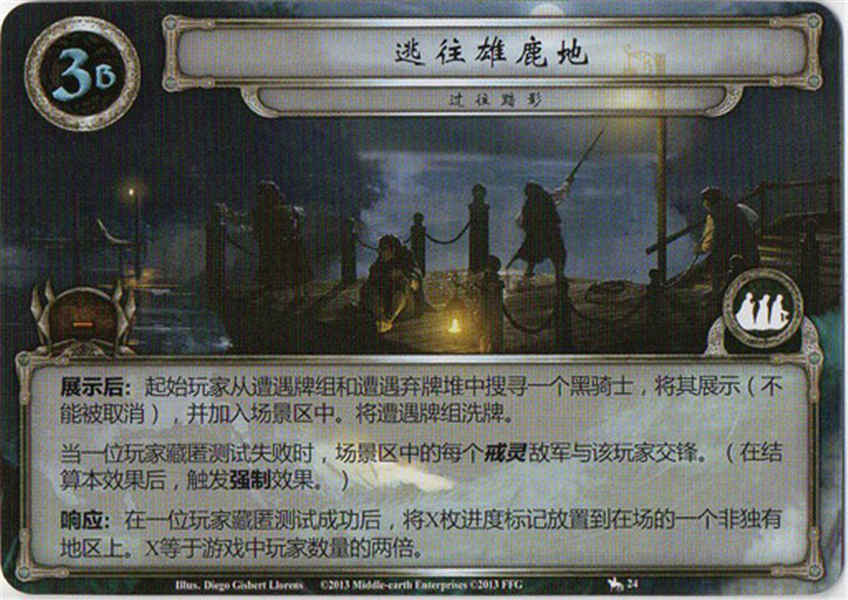 3B
逃往雄鹿地
过往黯影
展示后：起始玩家从遭遇牌组和遭遇弃牌堆中搜寻一个黑骑士，将其展示（不
能被取消），并加入场景区中。将遭遇牌组洗牌。
当一位玩家藏匿测试失败时，场景区中的每个戒灵敌军与该玩家交锋。（在结
算本效果后，触发强制效果。）
响应：在一位玩家藏匿测试成功后，将X枚进度标记放置到在场的一个非独有
地区上。X等于游戏中玩家数量的两倍。
Illus. Diego Gisbert Llorens ©2013 Middle-earth Enterprises ©2013 FFG 24